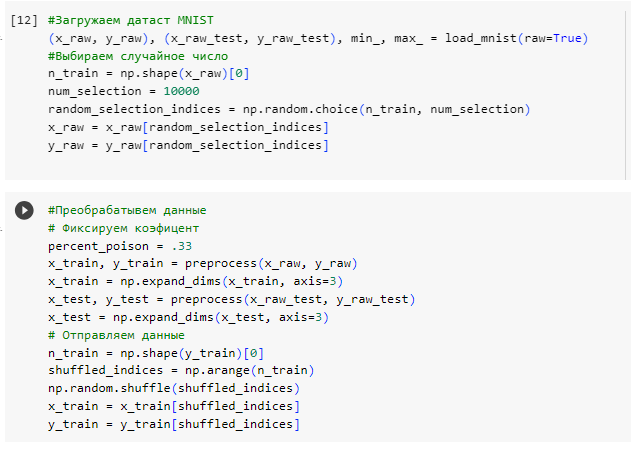 [12] #Загружаем датаст MNIST
(x_raw, y_raw), (x_raw_test, y_raw_test), min_, max_ = load_mnist(raw=True)
#Выбираем случайное число
n_train = np.shape(x_raw)[0]
num_selection = 10000
random_selection_indices = np.random.choice(n_train, num_selection)
x_raw = x_raw[random_selection_indices]
y_raw = y_raw[random_selection_indices]
#Преобрабатывем данные
# Фиксируем коэфицент
percent_poison = .33
x_train, y_train = preprocess(x_raw, y_raw)
x_train = np.expand_dims(x_train, axis=3)
x_test, y_test = preprocess(x_raw_test, y_raw_test)
x_test = np.expand_dims(x_test, axis=3)
# Отправляем данные
n_train = np.shape(y_train)[0]
shuffled_indices = np.arange(n_train)
np.random.shuffle(shuffled_indices)
x_train = x_train[shuffled_indices]
y_train = y_train[shuffled_indices]